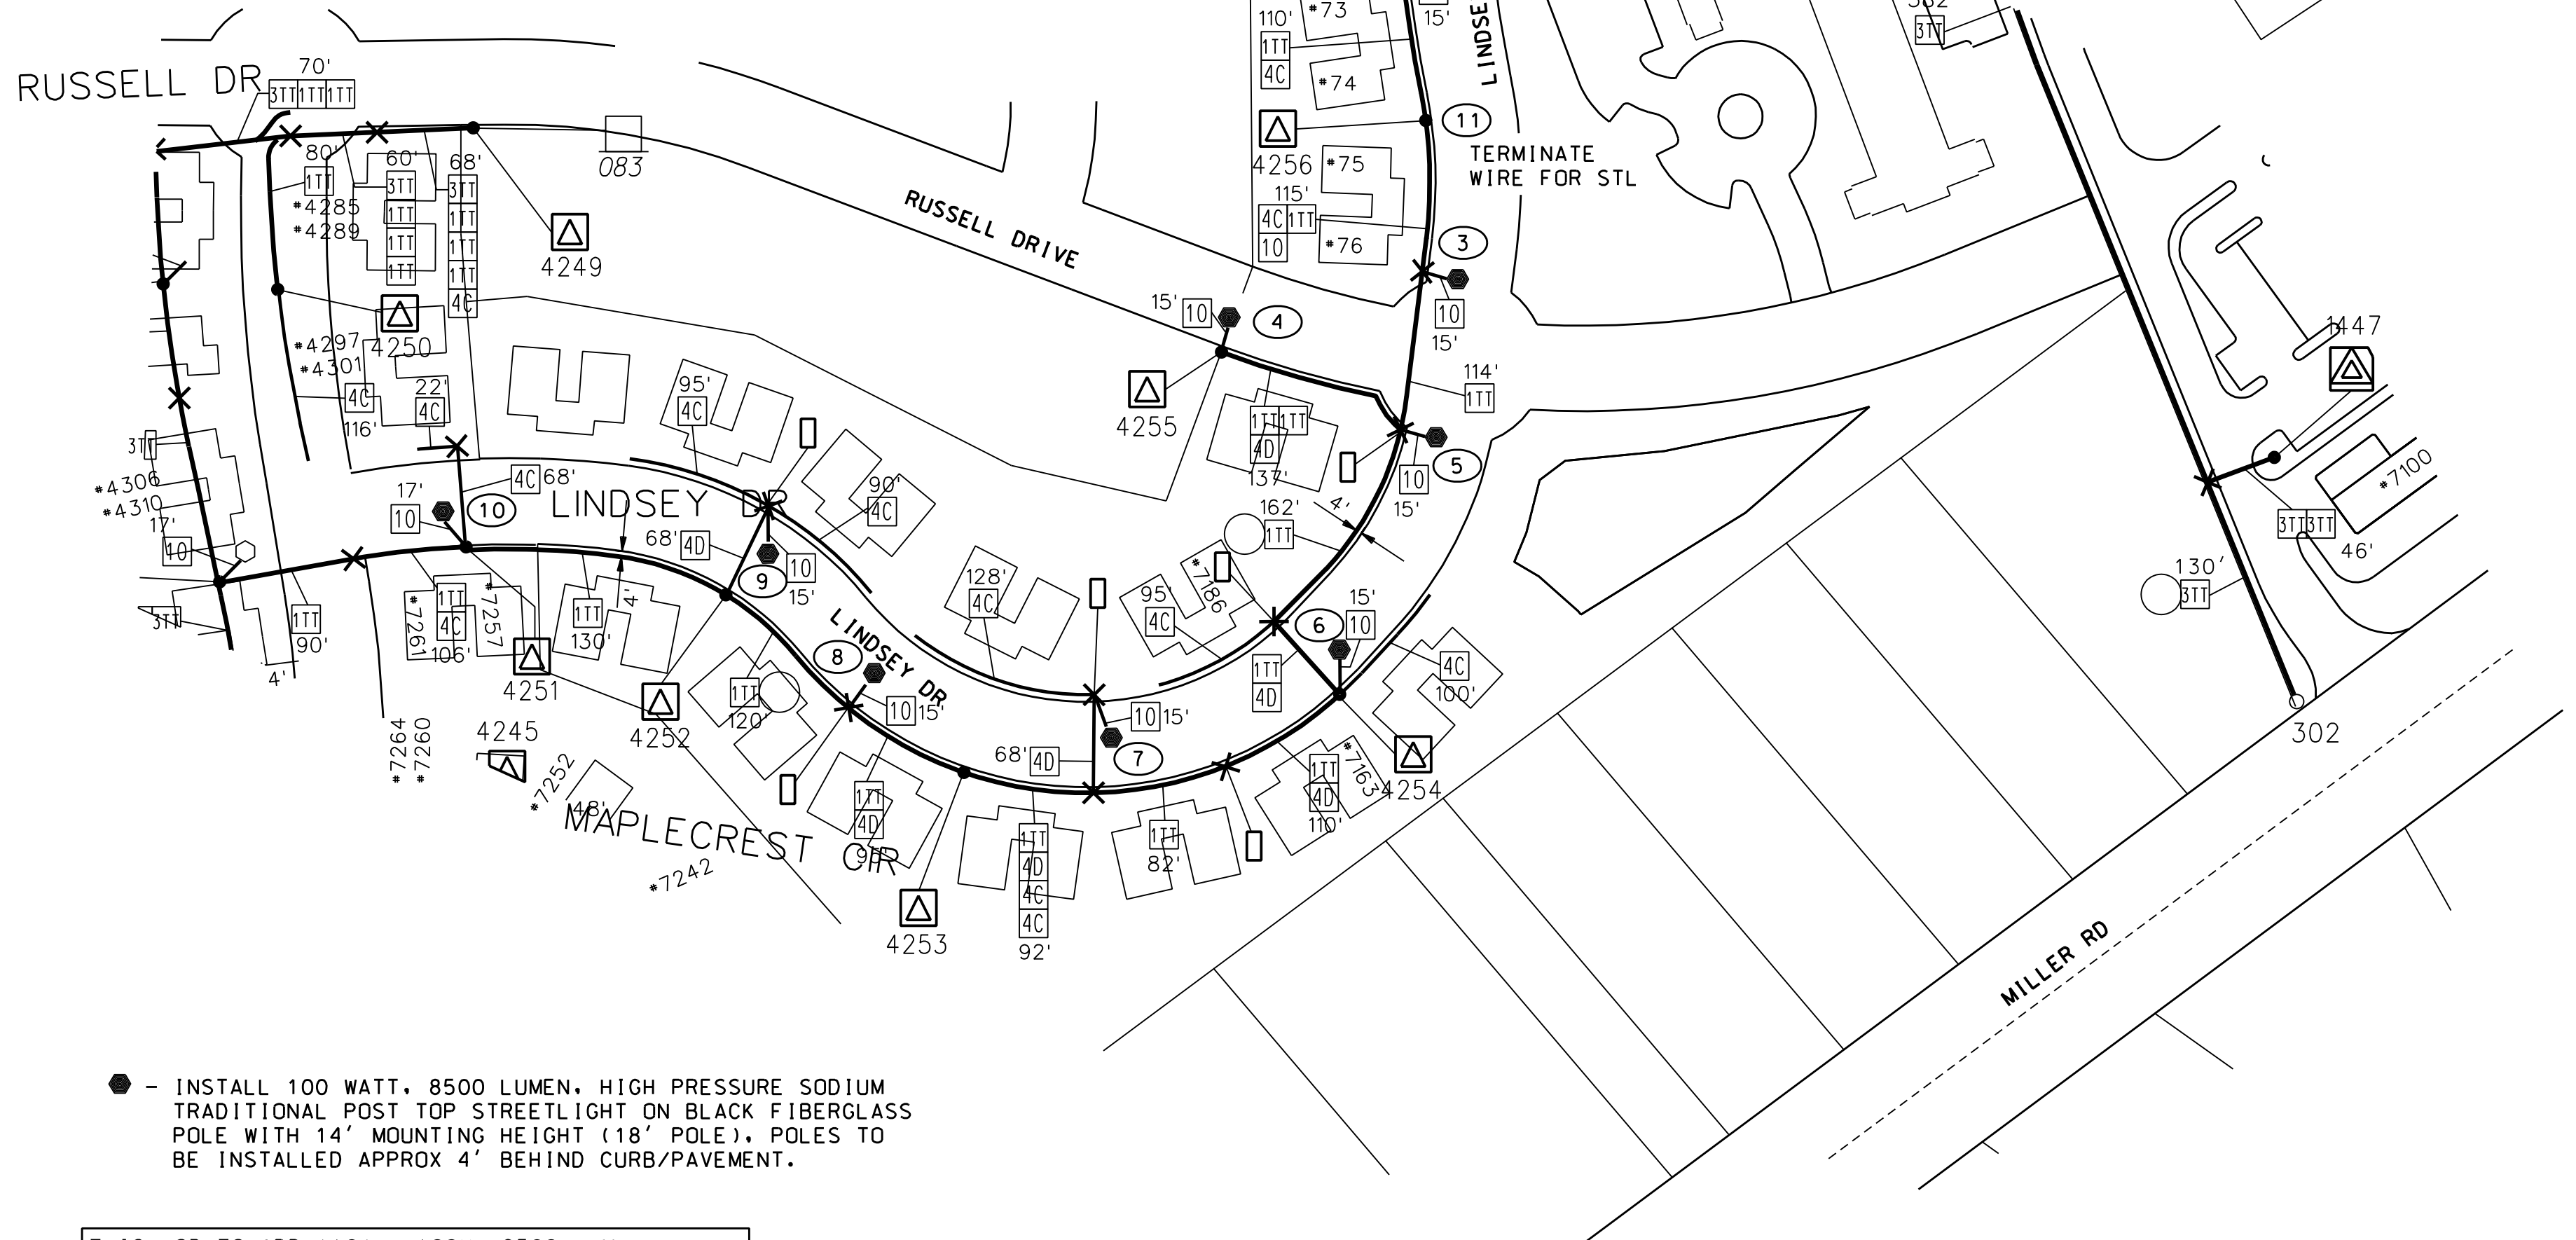 RUSSELL DR
70'
3TT 1TT 1TT
083
80'
1TT
#4285
#4289
60'
3TT
1TT
1TT
1TT
68'
3TT
1TT
1TT
1TT
4C
4249
4250
#4297
#4301
4C
116'
22'
4C
3TT
#4306
#4310
17'
10
3TT
17'
10
10
4C 68'
LINDSEY DR
95'
4C
90'
4C
68' 4D
9
10
15'
1TT
90'
4'
#7261
1TT
4C
106'
#7257
1TT
130'
4'
4251
4252
4245
#7264
#7260
#7252
48'
MAPLECREST CIR
#7242
1TT
120'
8
LINDSEY DR
10 15'
1TT
4D
4253
128'
4C
68' 4D
7
10 15'
1TT
4D
4C
4C
92'
1TT
82'
95'
4C
#7186
162'
1TT
4'
6
15'
10
1TT
4D
4C
100'
4254
#7163
1TT
4D
110'
RUSSELL DRIVE
15' 10
4
4255
1TT 1TT
4D
137'
5
10
15'
114'
1TT
3
10
15'
#73
110'
1TT
4C
#74
4256
#75
115'
4C 1TT
10
#76
15'
LINDSE
11
TERMINATE
WIRE FOR STL
3TT
1447
#7100
3TT 3TT
46'
130'
3TT
302
MILLER RD
- INSTALL 100 WATT, 8500 LUMEN, HIGH PRESSURE SODIUM
TRADITIONAL POST TOP STREETLIGHT ON BLACK FIBERGLASS
POLE WITH 14' MOUNTING HEIGHT (18' POLE). POLES TO
BE INSTALLED APPROX 4' BEHIND CURB/PAVEMENT.